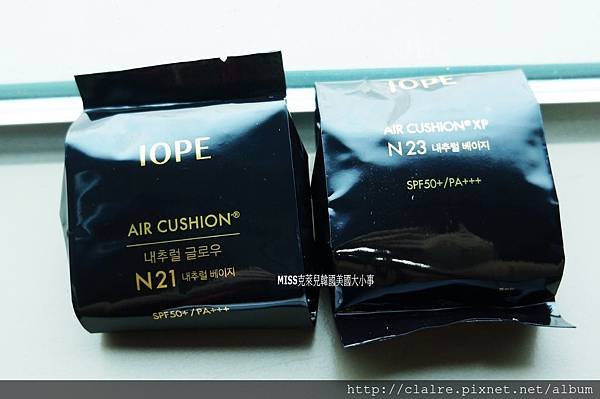 IOPE
AIR CUSHION®
내추럴 글로우
N21 내추럴 베이지
SPF50+/PA+++
IOPE
AIR CUSHION® XP
N23 내추럴 베이지
SPF50+/PA+++
MISS克萊兒韓國美國大小事
http://claire.pixnet.net/album